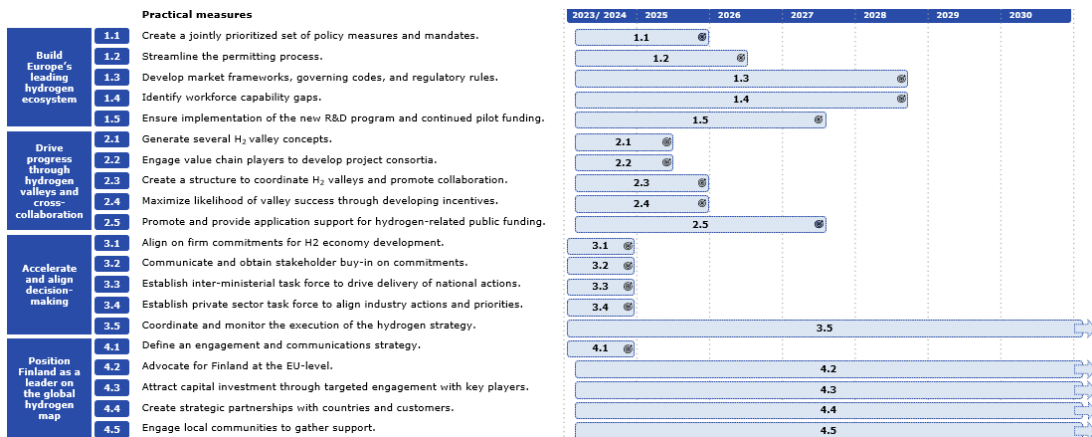 Practical measures
2023/ 2024 2025 2026 2027 2028 2029 2030
Build
Europe's
leading
hydrogen
ecosystem
1.1 Create a jointly prioritized set of policy measures and mandates. 1.1
1.2 Streamline the permitting process. 1.2
1.3 Develop market frameworks, governing codes, and regulatory rules. 1.3
1.4 Identify workforce capability gaps. 1.4
1.5 Ensure implementation of the new R&D program and continued pilot funding. 1.5
Drive
progress
through
hydrogen
valleys and
cross-
collaboration
2.1 Generate several H₂ valley concepts. 2.1
2.2 Engage value chain players to develop project consortia. 2.2
2.3 Create a structure to coordinate H₂ valleys and promote collaboration. 2.3
2.4 Maximize likelihood of valley success through developing incentives. 2.4
2.5 Promote and provide application support for hydrogen-related public funding. 2.5
Accelerate
and align
decision-
making
3.1 Align on firm commitments for H2 economy development. 3.1
3.2 Communicate and obtain stakeholder buy-in on commitments. 3.2
3.3 Establish inter-ministerial task force to drive delivery of national actions. 3.3
3.4 Establish private sector task force to align industry actions and priorities. 3.4
3.5 Coordinate and monitor the execution of the hydrogen strategy. 3.5
Position
Finland as a
leader on
the global
hydrogen
map
4.1 Define an engagement and communications strategy. 4.1
4.2 Advocate for Finland at the EU-level. 4.2
4.3 Attract capital investment through targeted engagement with key players. 4.3
4.4 Create strategic partnerships with countries and customers. 4.4
4.5 Engage local communities to gather support. 4.5